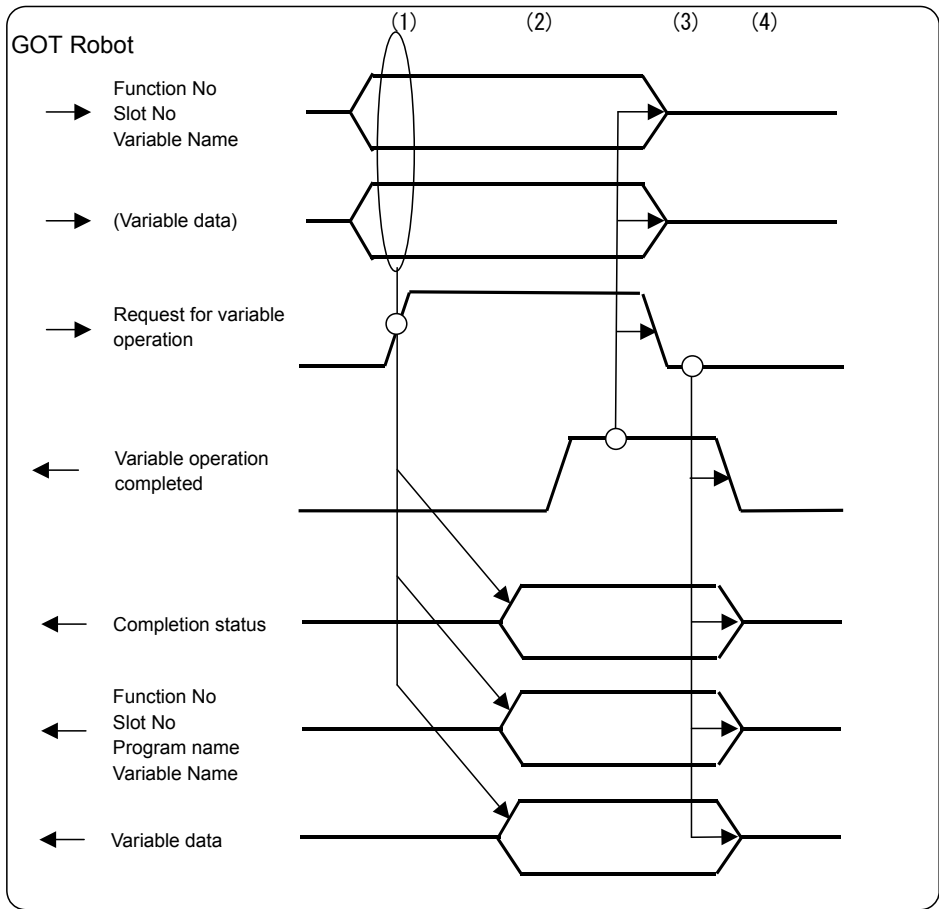 (1)
(2)
(3)
(4)
GOT Robot
Function No
Slot No
Variable Name
(Variable data)
Request for variable
operation
Variable operation
completed
Completion status
Function No
Slot No
Program name
Variable Name
Variable data